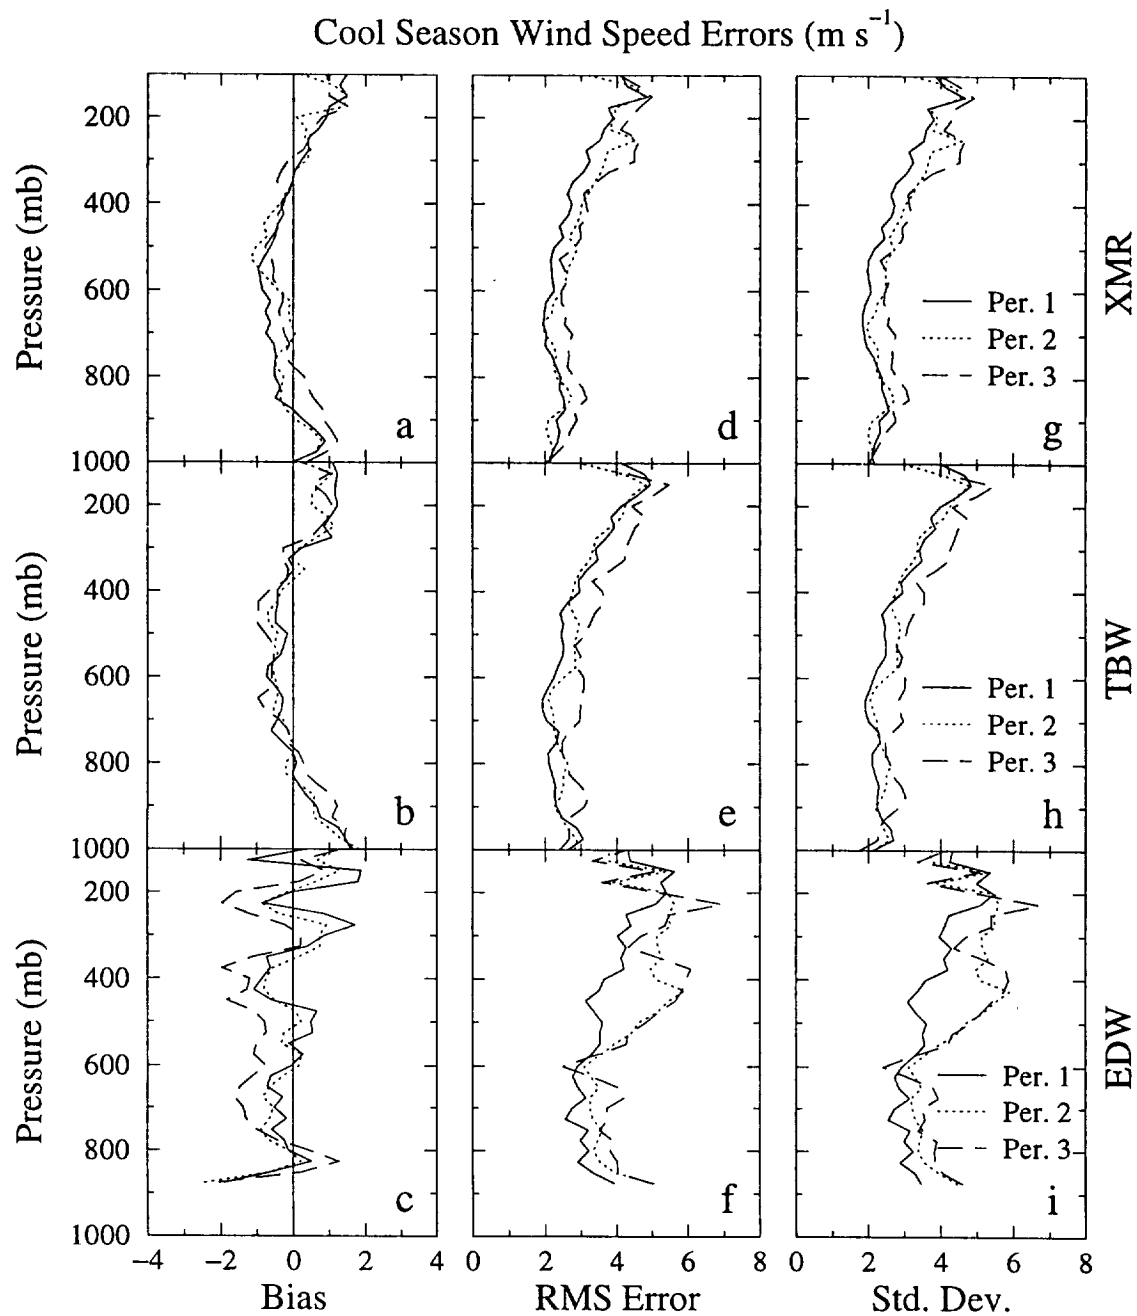 Cool Season Wind Speed Errors (m s⁻¹)
Pressure (mb)
200
400
600
800
1000
a
d
g
Per. 1
Per. 2
Per. 3
XMR
Pressure (mb)
200
400
600
800
1000
b
e
h
Per. 1
Per. 2
Per. 3
TBW
Pressure (mb)
200
400
600
800
1000
c
f
i
Per. 1
Per. 2
Per. 3
EDW
−4 −2 0 2 4
0 2 4 6 8
0 2 4 6 8
Bias
RMS Error
Std. Dev.